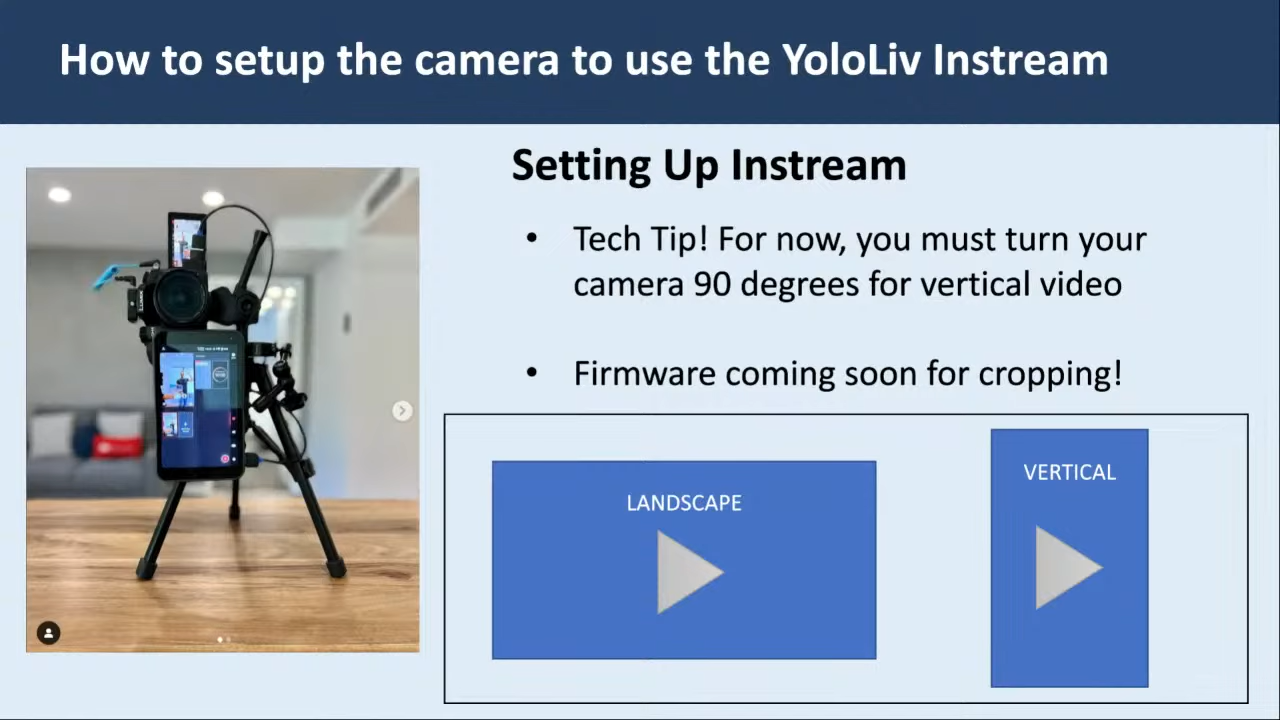 How to setup the camera to use the YoloLiv Instream
Setting Up Instream
• Tech Tip! For now, you must turn your
camera 90 degrees for vertical video
• Firmware coming soon for cropping!
LANDSCAPE
VERTICAL